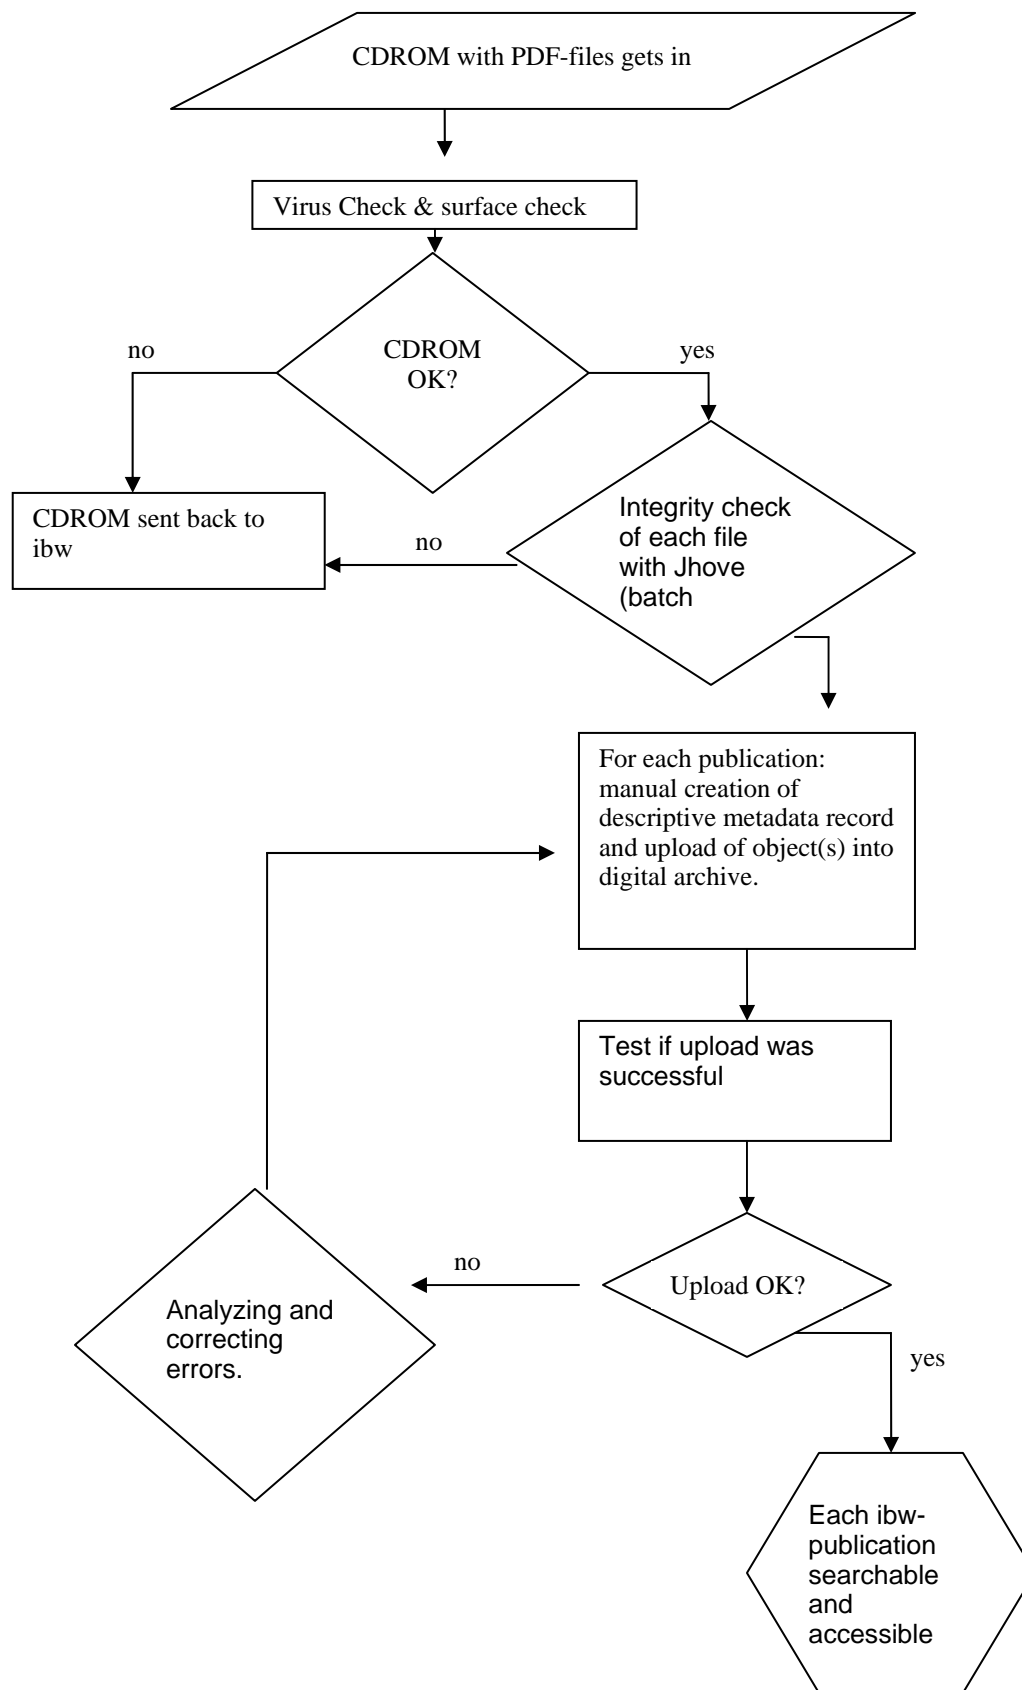 CDROM with PDF-files gets in
Virus Check & surface check
no
CDROM
OK?
yes
CDROM sent back to
ibw
no
Integrity check
of each file
with Jhove
(batch
For each publication:
manual creation of
descriptive metadata record
and upload of object(s) into
digital archive.
Test if upload was
successful
no
Upload OK?
Analyzing and
correcting
errors.
yes
Each ibw-
publication
searchable
and
accessible